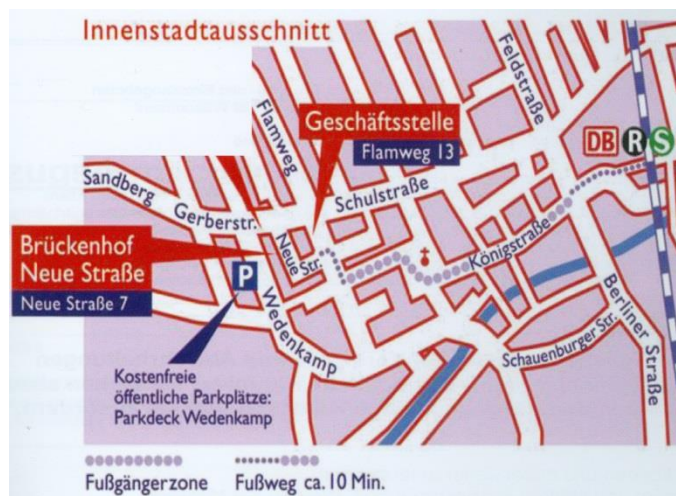 Innenstadtausschnitt
Feldstraße
Flamweg
Geschäftsstelle
Flamweg 13
DB R S
Sandberg
Gerberstr.
Schulstraße
Brückenhof
Neue Straße
Neue Straße 7
Neue
Str.
P
Königstraße
Wedenkamp
Berliner Straße
Schauenburger Str.
Kostenfreie
öffentliche Parkplätze:
Parkdeck Wedenkamp
Fußgängerzone
Fußweg ca. 10 Min.